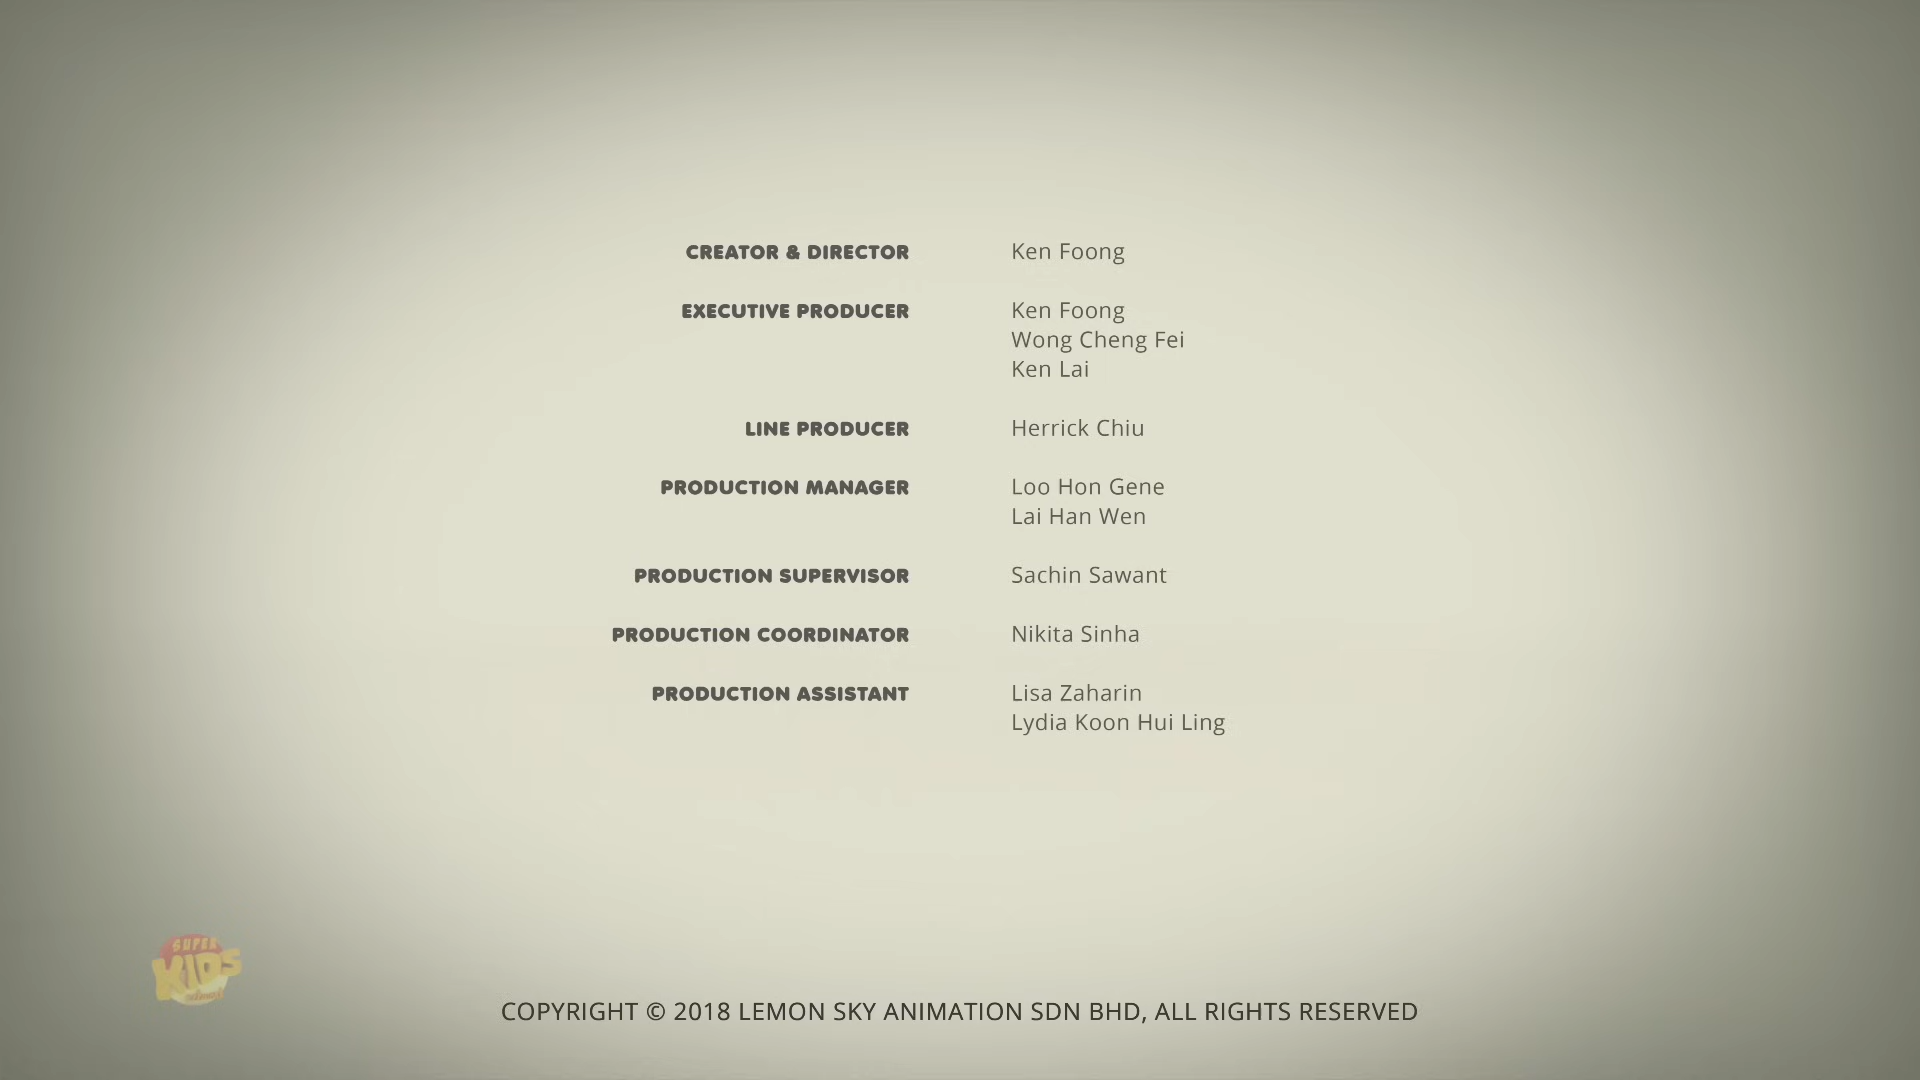 CREATOR & DIRECTOR Ken Foong
EXECUTIVE PRODUCER Ken Foong
Wong Cheng Fei
Ken Lai
LINE PRODUCER Herrick Chiu
PRODUCTION MANAGER Loo Hon Gene
Lai Han Wen
PRODUCTION SUPERVISOR Sachin Sawant
PRODUCTION COORDINATOR Nikita Sinha
PRODUCTION ASSISTANT Lisa Zaharin
Lydia Koon Hui Ling
SUPER
KIDS
COPYRIGHT © 2018 LEMON SKY ANIMATION SDN BHD, ALL RIGHTS RESERVED